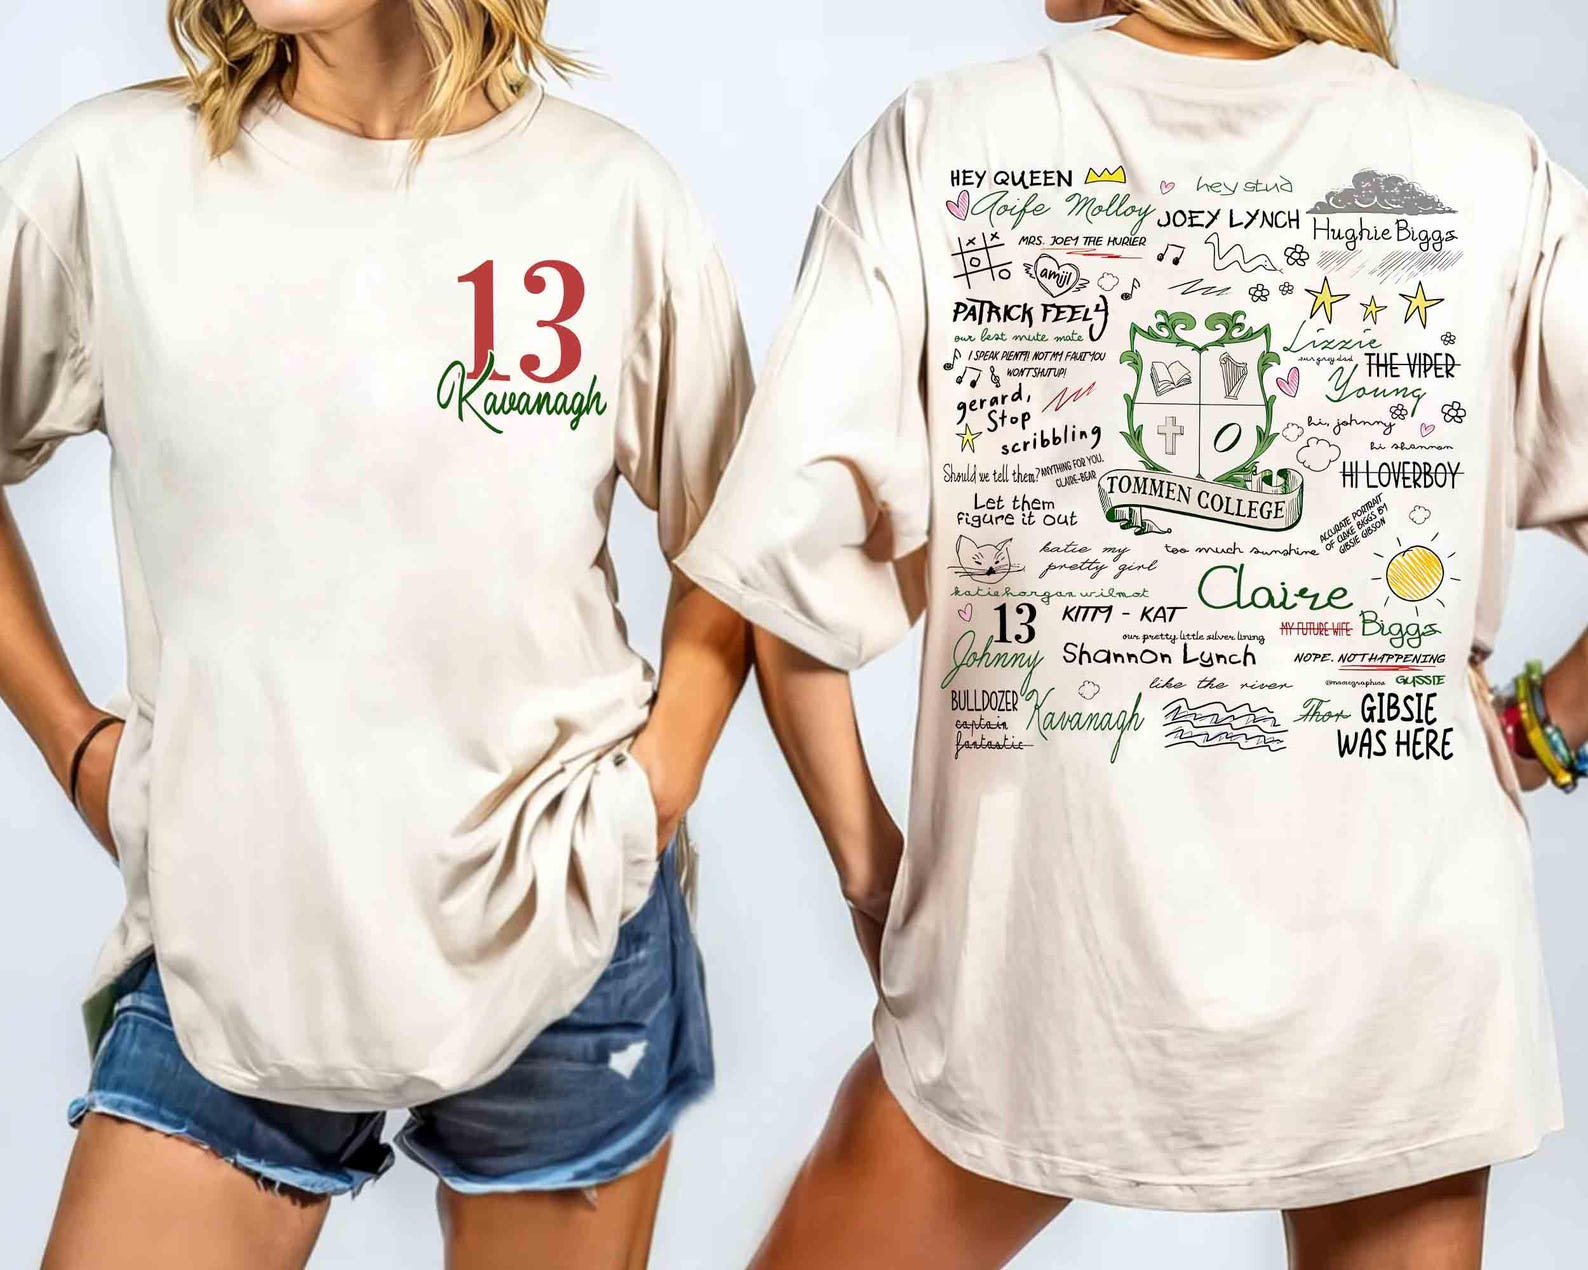 13
Kavanagh
HEY QUEEN
hey stud
Aoife Molloy
JOEY LYNCH
Hughie Biggs
MRS. JOEY THE HURLER
amjl
PATRICK FEELY
our best mute mate
I SPEAK PLENTY! NOT MY FAULT YOU
WON'T SHUT UP!
Lizzie
THE VIPER
Young
gerard,
Stop
scribbling
hi, johnny
hi shannon
HI LOVERBOY
Should we tell them?
ANYTHING FOR YOU,
CLAIRE-BEAR
Let them
figure it out
TOMMEN COLLEGE
ACCURATE PORTRAIT
OF CLAIRE BIGGS BY
GIBSIE GIBSON
katie my
pretty girl
too much sunshine
katie horgan wilmot
Claire
Biggs
MY FUTURE WIFE
13
KITTY - KAT
our pretty little silver lining
Johnny
Shannon Lynch
NOPE. NOT HAPPENING
GUSSIE
like the river
BULLDOZER
captain
fantastic
Kavanagh
Thor
GIBSIE
WAS HERE